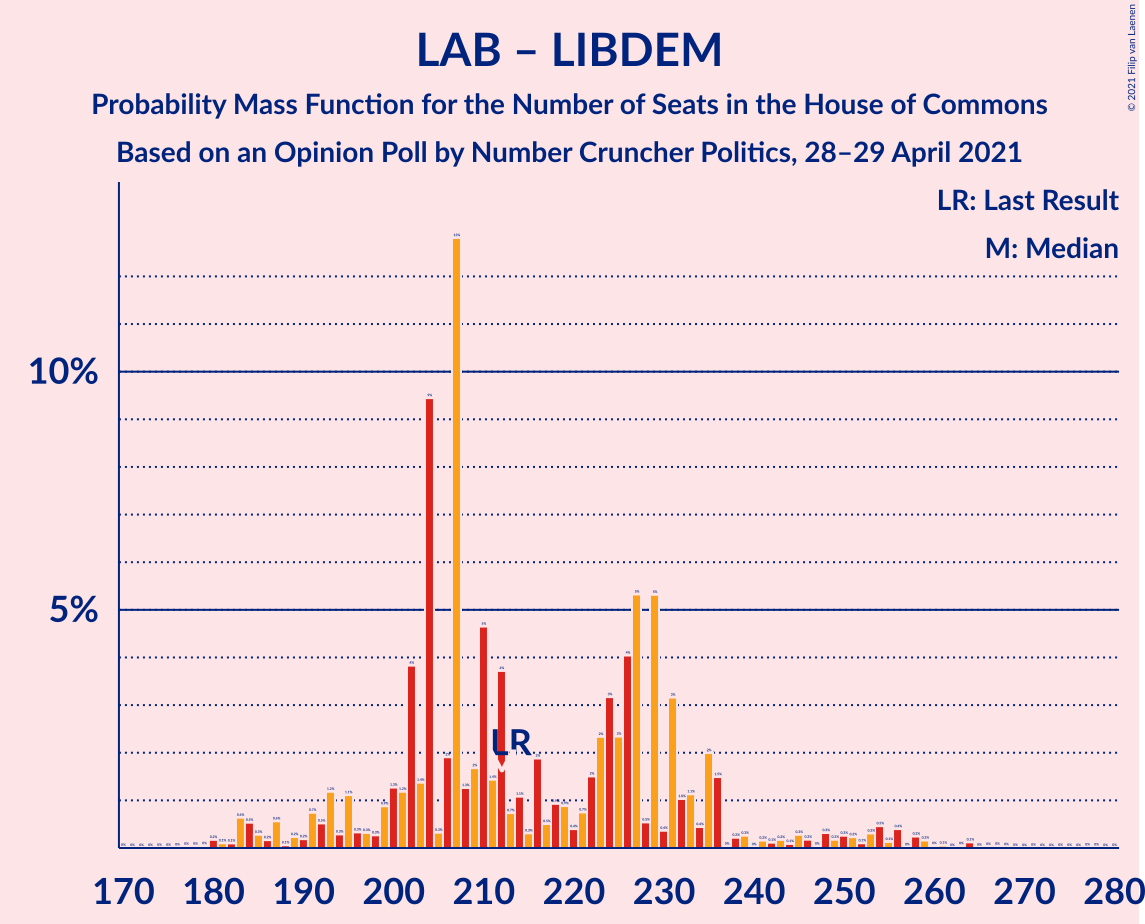 LAB – LIBDEM
Probability Mass Function for the Number of Seats in the House of Commons
Based on an Opinion Poll by Number Cruncher Politics, 28–29 April 2021
© 2021 Filip van Laenen
LR: Last Result
M: Median
10%
5%
LR
170 180 190 200 210 220 230 240 250 260 270 280